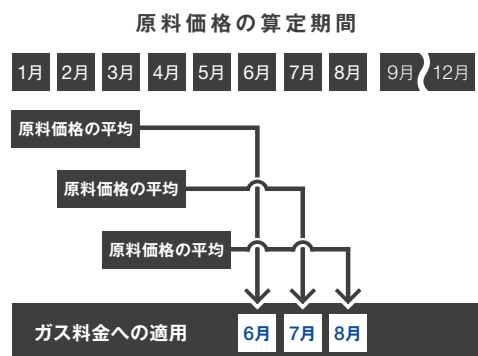 原料価格の算定期間
1月 2月 3月 4月 5月 6月 7月 8月 9月 12月
原料価格の平均
原料価格の平均
原料価格の平均
ガス料金への適用 6月 7月 8月